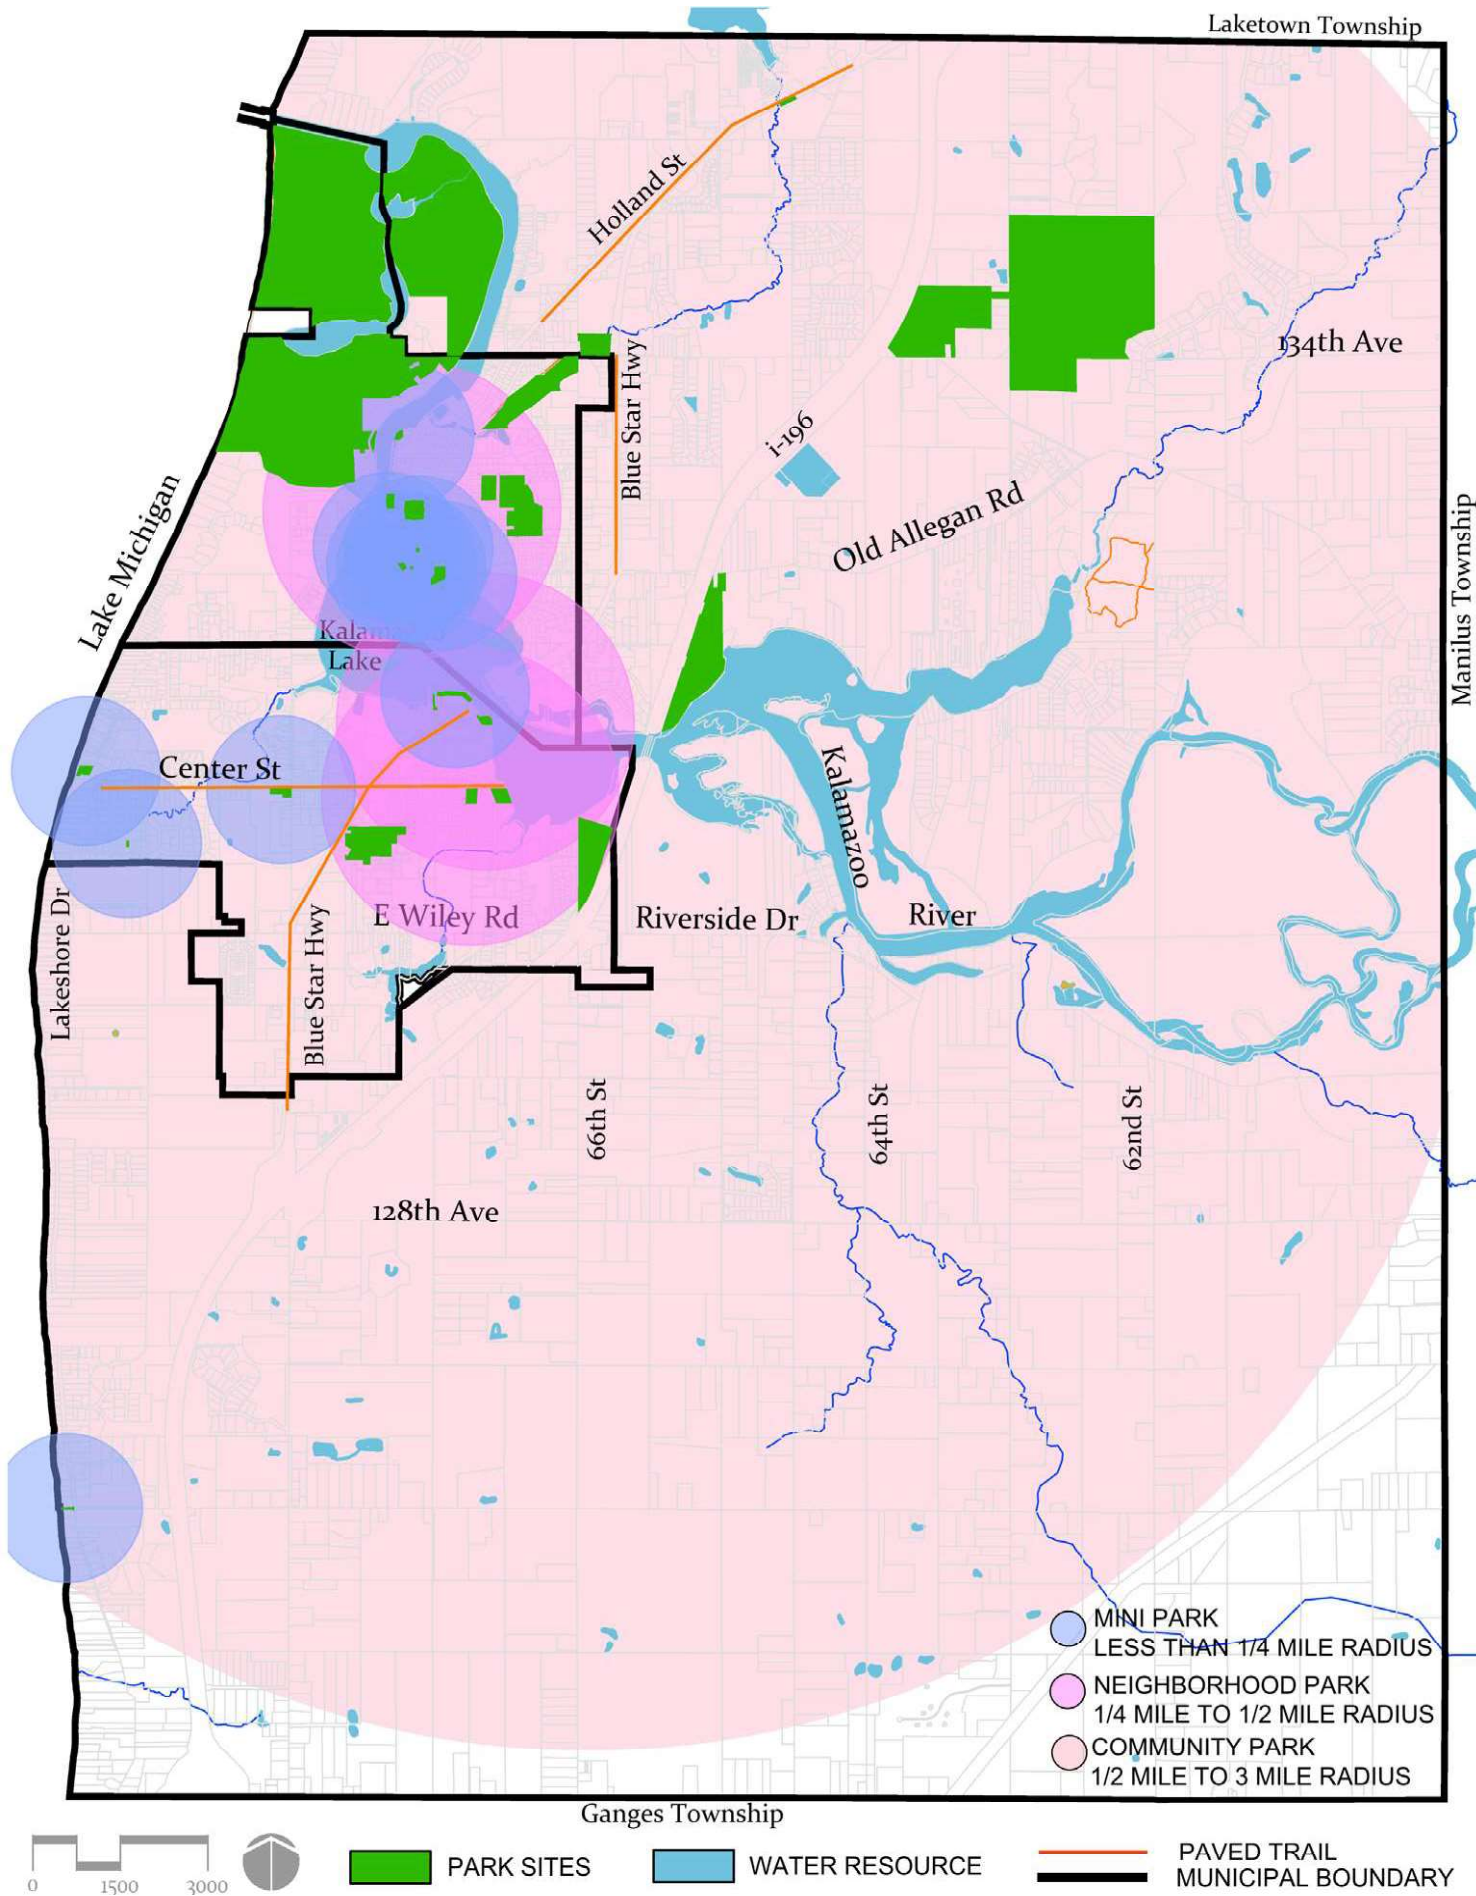 Laketown Township
Holland St
134th Ave
Blue Star Hwy
i-196
Old Allegan Rd
Lake Michigan
Manilus Township
Lake
Center St
Kalamazoo
River
E Wiley Rd
Riverside Dr
Lakeshore Dr
Blue Star Hwy
66th St
64th St
62nd St
128th Ave
MINI PARK
LESS THAN 1/4 MILE RADIUS
NEIGHBORHOOD PARK
1/4 MILE TO 1/2 MILE RADIUS
COMMUNITY PARK
1/2 MILE TO 3 MILE RADIUS
Ganges Township
0 1500 3000
PARK SITES
WATER RESOURCE
PAVED TRAIL
MUNICIPAL BOUNDARY